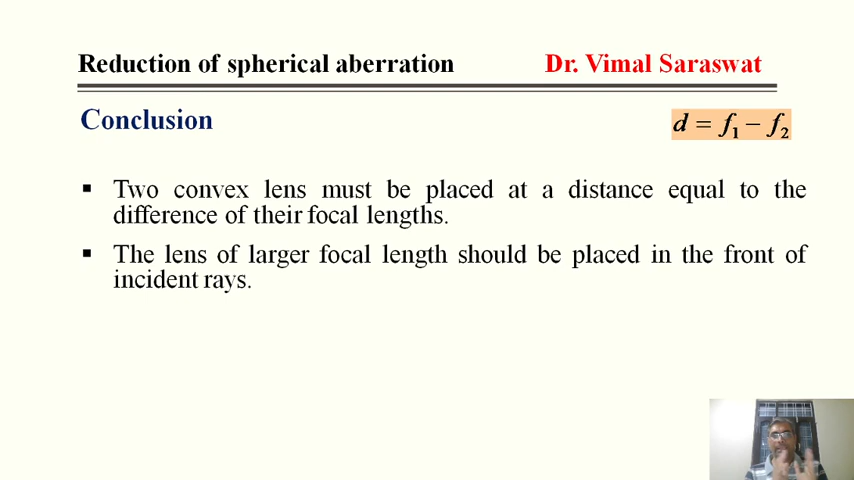 Reduction of spherical aberration Dr. Vimal Saraswat
Conclusion d = f₁ − f₂
▪ Two convex lens must be placed at a distance equal to the
difference of their focal lengths.
▪ The lens of larger focal length should be placed in the front of
incident rays.